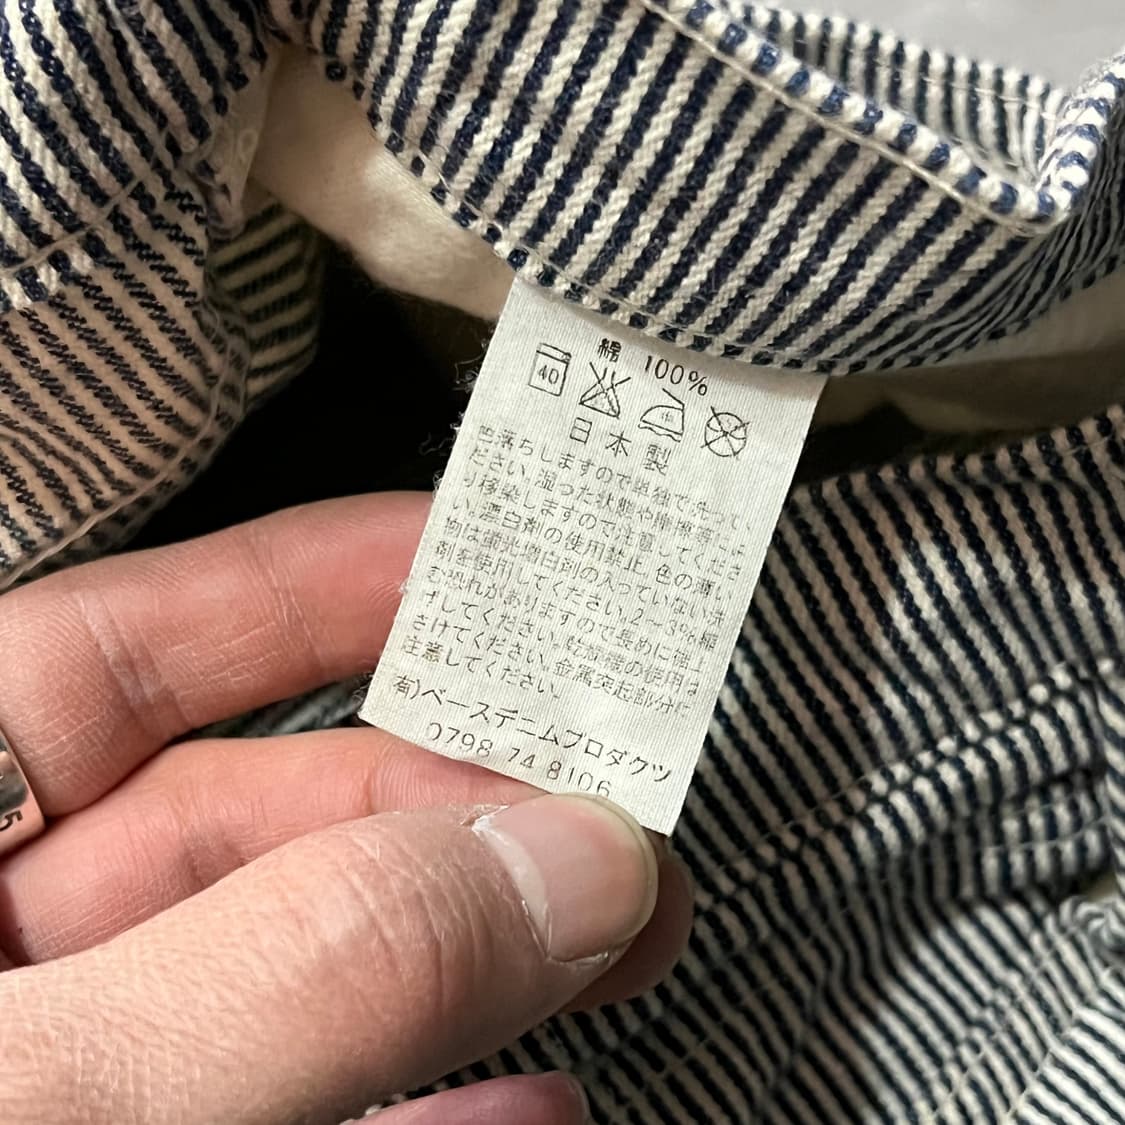 綿 100%
40 中
日本製
色落ちしますので単独で洗ってい
ださい。湿った状態や摩擦等によ
り移染しますので注意してくださ
い。漂白剤の使用禁止。色の薄い
物は蛍光増白剤の入っていない洗
剤を使用してください。2〜3%縮
む恐れがありますので長めに裾上
げしてください。乾燥機の使用は
さけてください。金属突起部分に
注意してください。
有)ベースデニムプロダクツ
0798 74 8106
5